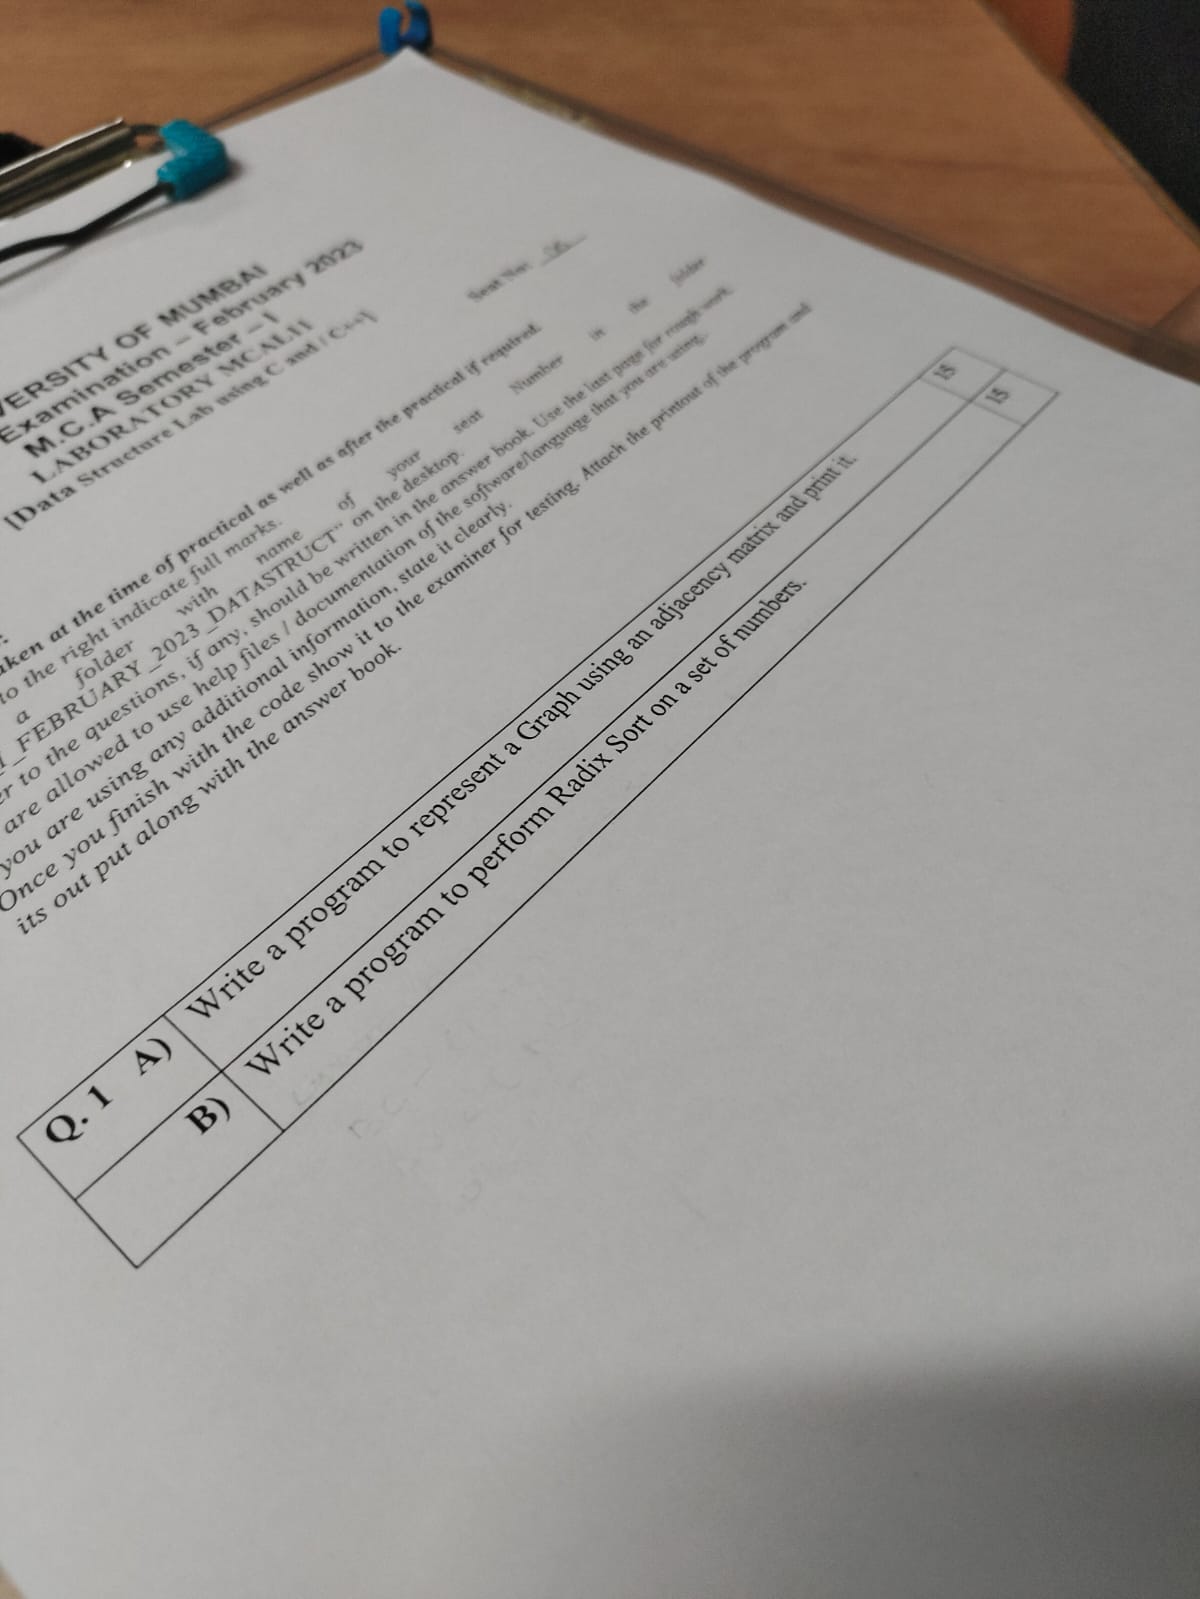 VERSITY OF MUMBAI
Examination – February 2023
M.C.A Semester – I
LABORATORY MCAL11
[Data Structure Lab using C and / C++]
Seat No:
aken at the time of practical as well as after the practical if required.
to the right indicate full marks.
a folder with name of your seat Number in the folder
_FEBRUARY_2023_DATASTRUCT" on the desktop.
er to the questions, if any, should be written in the answer book. Use the last page for rough work.
are allowed to use help files / documentation of the software/language that you are using.
you are using any additional information, state it clearly.
Once you finish with the code show it to the examiner for testing. Attach the printout of the program and
its out put along with the answer book.
Q. 1 A) Write a program to represent a Graph using an adjacency matrix and print it. 15
B) Write a program to perform Radix Sort on a set of numbers. 15